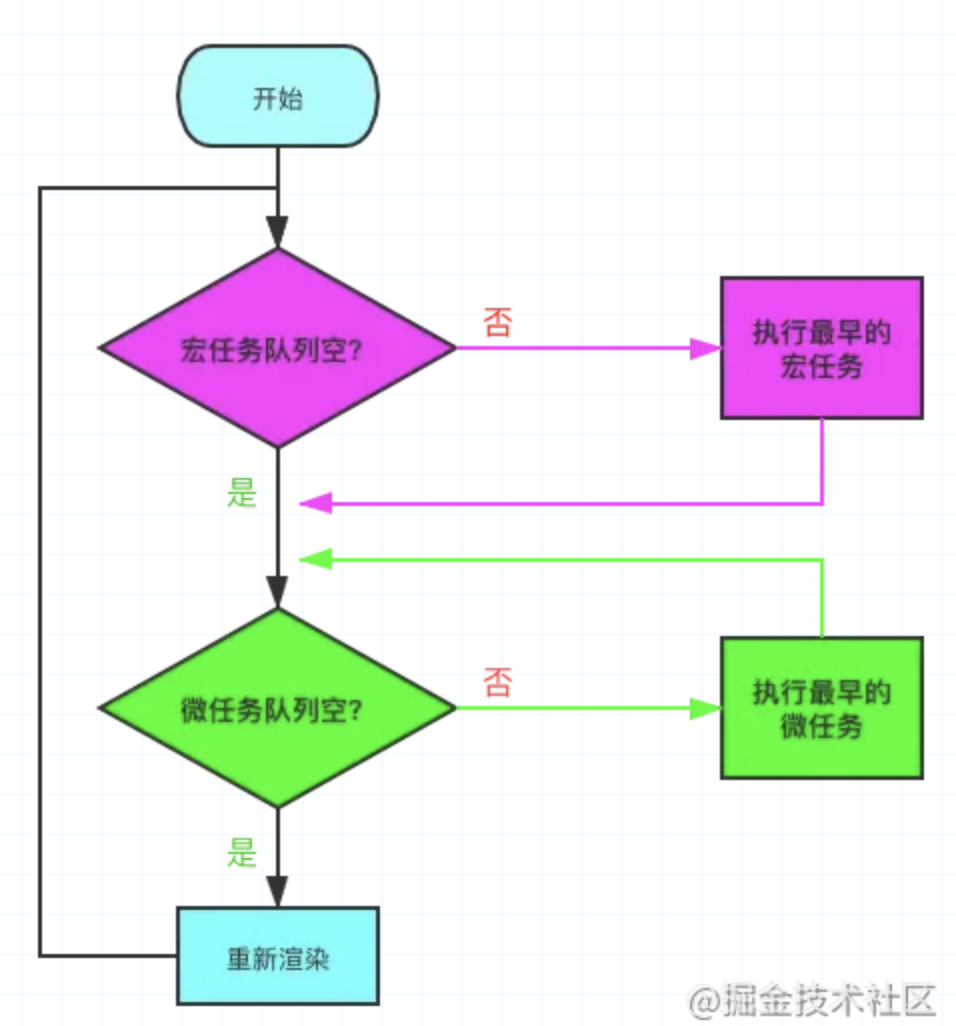 开始
宏任务队列空?
否
执行最早的
宏任务
是
微任务队列空?
否
执行最早的
微任务
是
重新渲染
@掘金技术社区